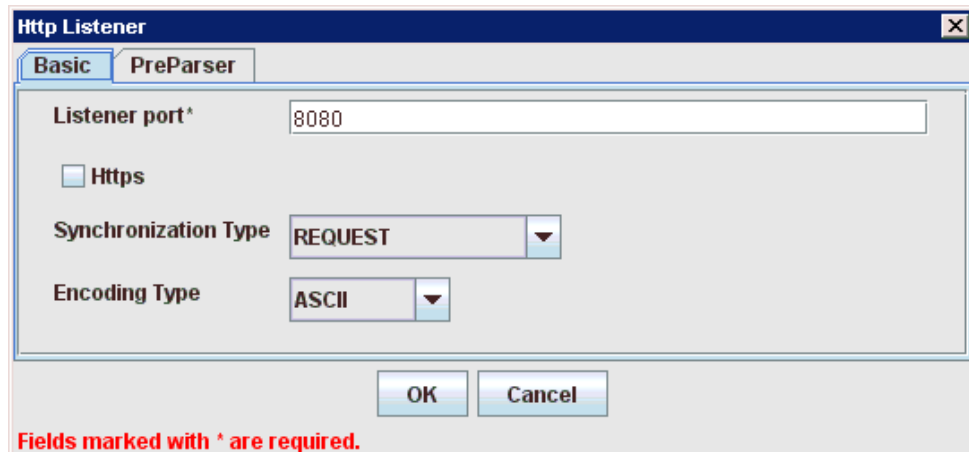 Http Listener
Basic PreParser
Listener port* 8080
Https
Synchronization Type REQUEST
Encoding Type ASCII
OK Cancel
Fields marked with * are required.